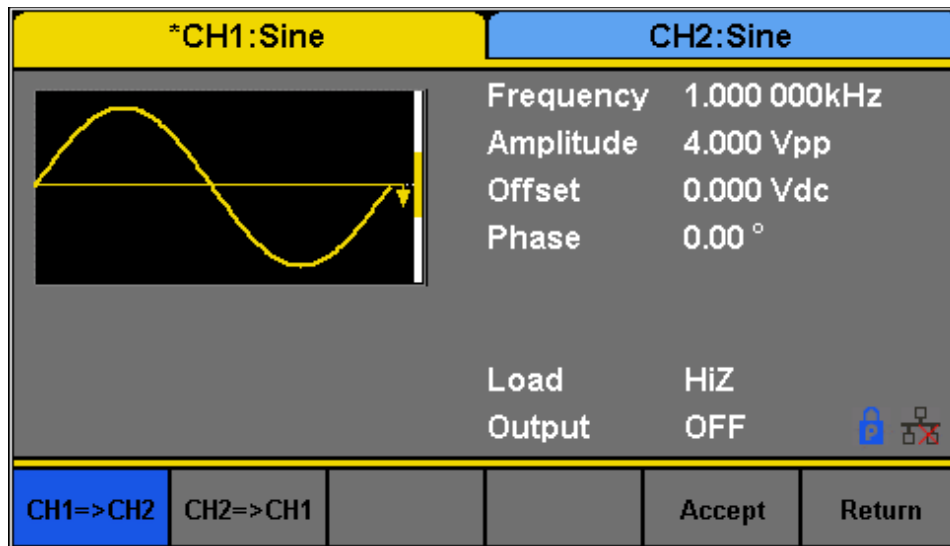 *CH1:Sine
CH2:Sine
Frequency 1.000 000kHz
Amplitude 4.000 Vpp
Offset 0.000 Vdc
Phase 0.00 °
Load HiZ
Output OFF
P
CH1=>CH2 CH2=>CH1 Accept Return